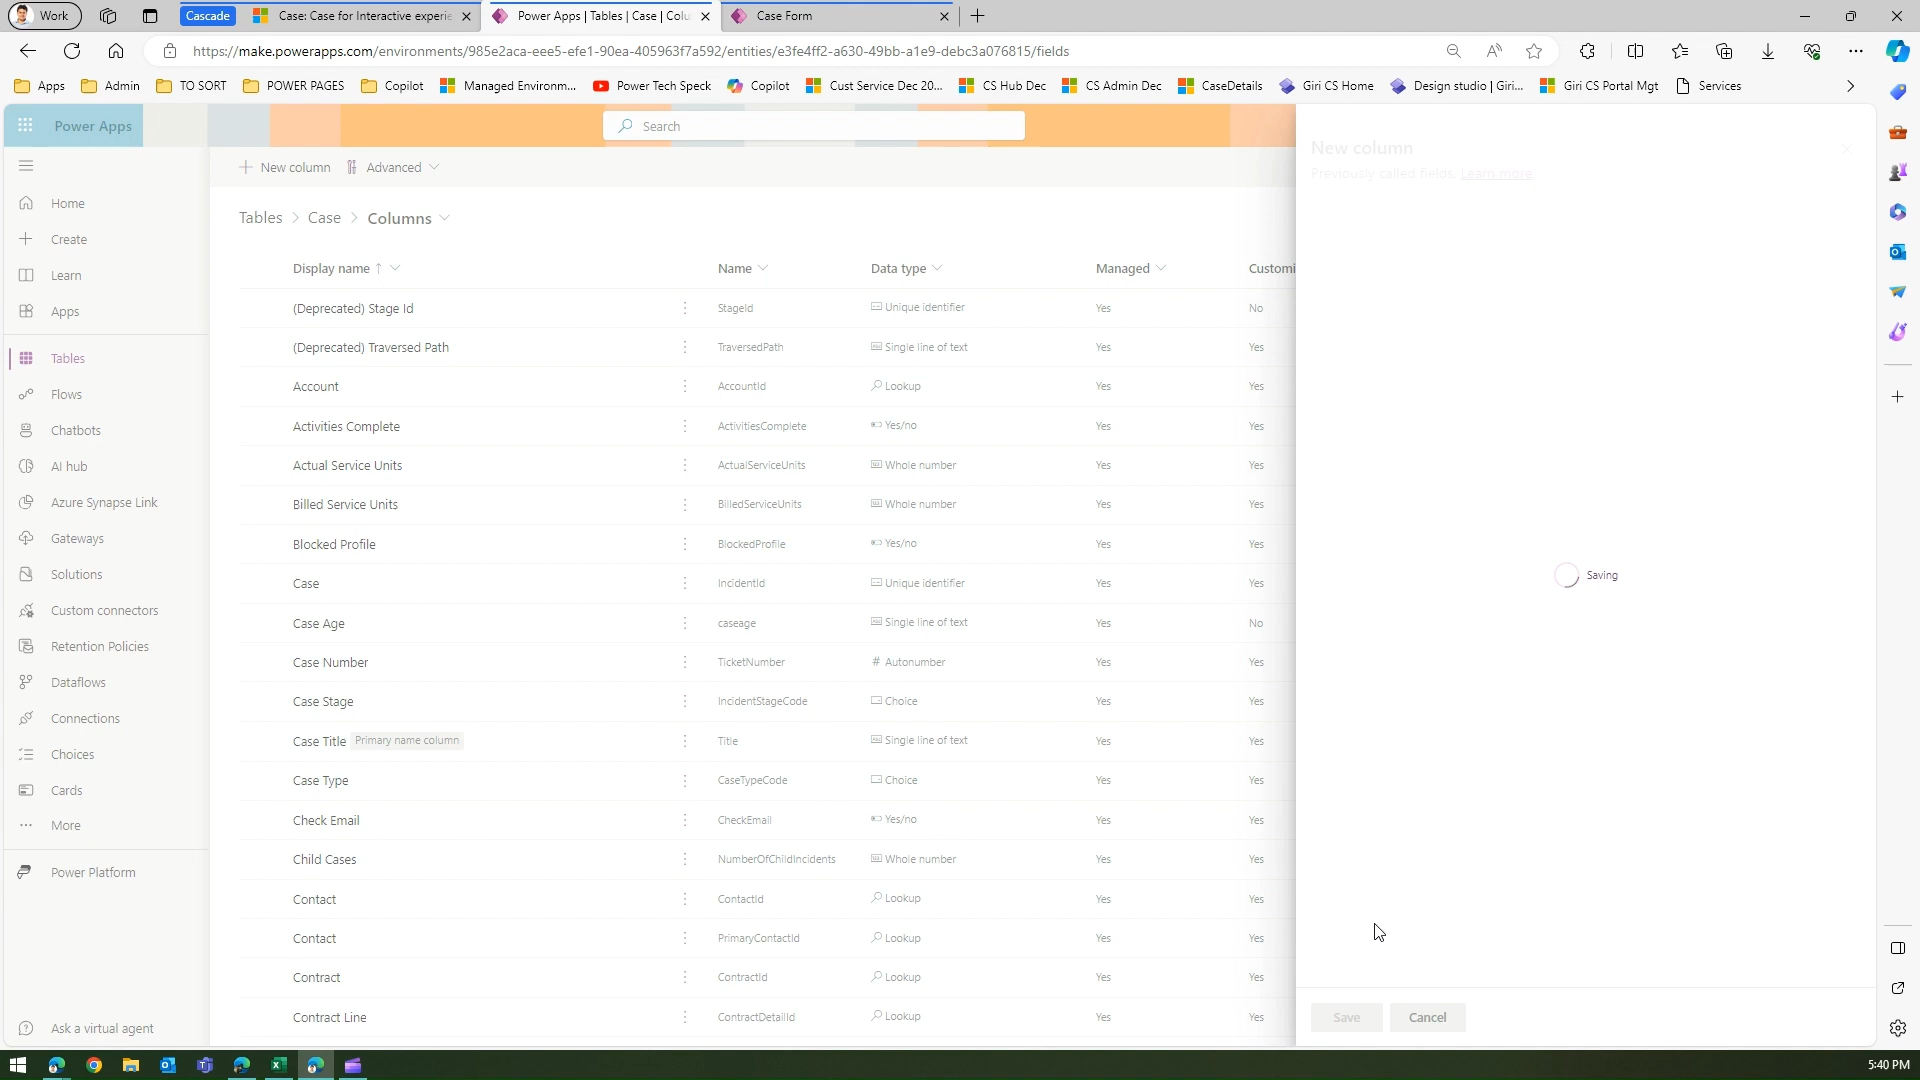 Work
Cascade
Case: Case for Interactive experie
Power Apps | Tables | Case | Colu
Case Form
https://make.powerapps.com/environments/985e2aca-eee5-efe1-90ea-405963f7a592/entities/e3fe4ff2-a630-49bb-a1e9-debc3a076815/fields
Apps
Admin
TO SORT
POWER PAGES
Copilot
Managed Environm...
Power Tech Speck
Copilot
Cust Service Dec 20...
CS Hub Dec
CS Admin Dec
CaseDetails
Giri CS Home
Design studio | Giri...
Giri CS Portal Mgt
Services
Power Apps
Search
New column
Advanced
New column
Previously called fields. Learn more
Tables > Case > Columns
Home
Create
Learn
Apps
Tables
Flows
Chatbots
AI hub
Azure Synapse Link
Gateways
Solutions
Custom connectors
Retention Policies
Dataflows
Connections
Choices
Cards
More
Power Platform
Ask a virtual agent
Display name ↑ Name Data type Managed Customi
(Deprecated) Stage Id StageId Unique identifier Yes No
(Deprecated) Traversed Path TraversedPath Single line of text Yes Yes
Account AccountId Lookup Yes Yes
Activities Complete ActivitiesComplete Yes/no Yes Yes
Actual Service Units ActualServiceUnits Whole number Yes Yes
Billed Service Units BilledServiceUnits Whole number Yes Yes
Blocked Profile BlockedProfile Yes/no Yes Yes
Case IncidentId Unique identifier Yes Yes
Case Age caseage Single line of text Yes No
Case Number TicketNumber # Autonumber Yes Yes
Case Stage IncidentStageCode Choice Yes Yes
Case Title Primary name column Title Single line of text Yes Yes
Case Type CaseTypeCode Choice Yes Yes
Check Email CheckEmail Yes/no Yes Yes
Child Cases NumberOfChildIncidents Whole number Yes Yes
Contact ContactId Lookup Yes Yes
Contact PrimaryContactId Lookup Yes Yes
Contract ContractId Lookup Yes Yes
Contract Line ContractDetailId Lookup Yes Yes
Saving
Save
Cancel
5:40 PM